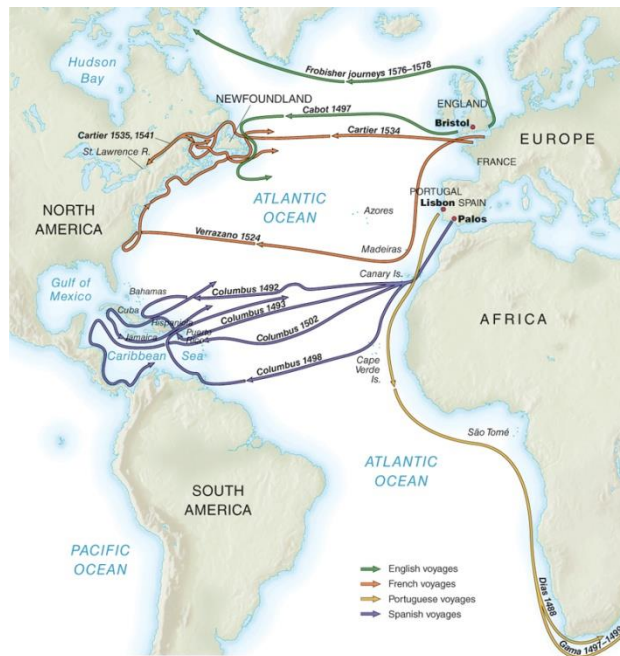 Hudson
Bay
Frobisher journeys 1576–1578
NEWFOUNDLAND
Cabot 1497
ENGLAND
Bristol
Cartier 1535, 1541
St. Lawrence R.
Cartier 1534
EUROPE
FRANCE
NORTH
AMERICA
ATLANTIC
OCEAN
PORTUGAL
Lisbon
SPAIN
Palos
Azores
Verrazano 1524
Madeiras
Gulf of
Mexico
Bahamas
Columbus 1492
Canary Is.
Cuba
Columbus 1493
Hispaniola
Jamaica
Puerto
Rico
Columbus 1502
AFRICA
Caribbean Sea
Columbus 1498
Cape
Verde
Is.
São Tomé
ATLANTIC
OCEAN
SOUTH
AMERICA
PACIFIC
OCEAN
English voyages
French voyages
Portuguese voyages
Spanish voyages
Dias 1488
Gama 1497–1499